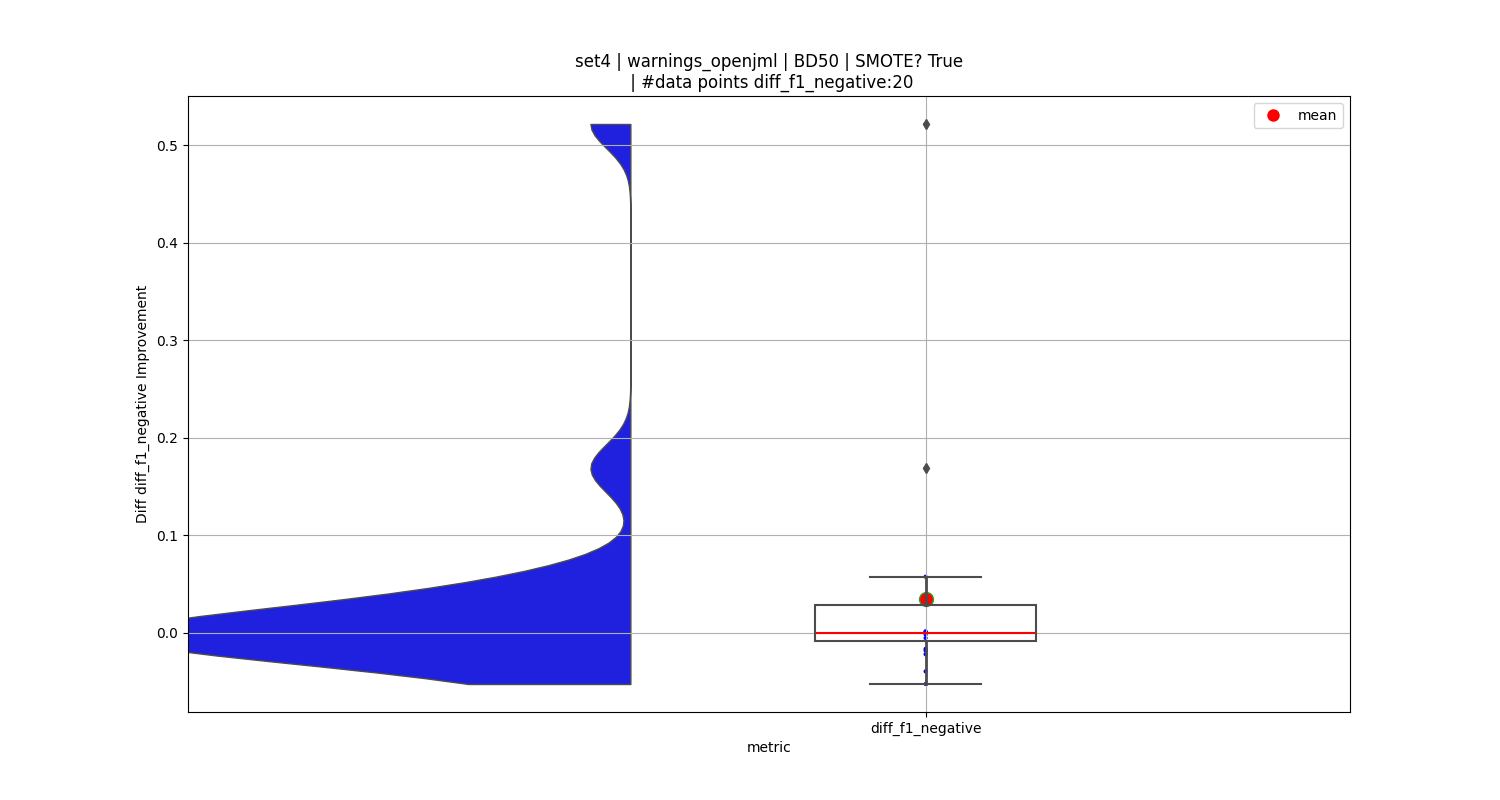 set4 | warnings_openjml | BD50 | SMOTE? True
| #data points diff_f1_negative:20
mean
0.5
0.4
0.3
0.2
0.1
0.0
Diff diff_f1_negative Improvement
diff_f1_negative
metric